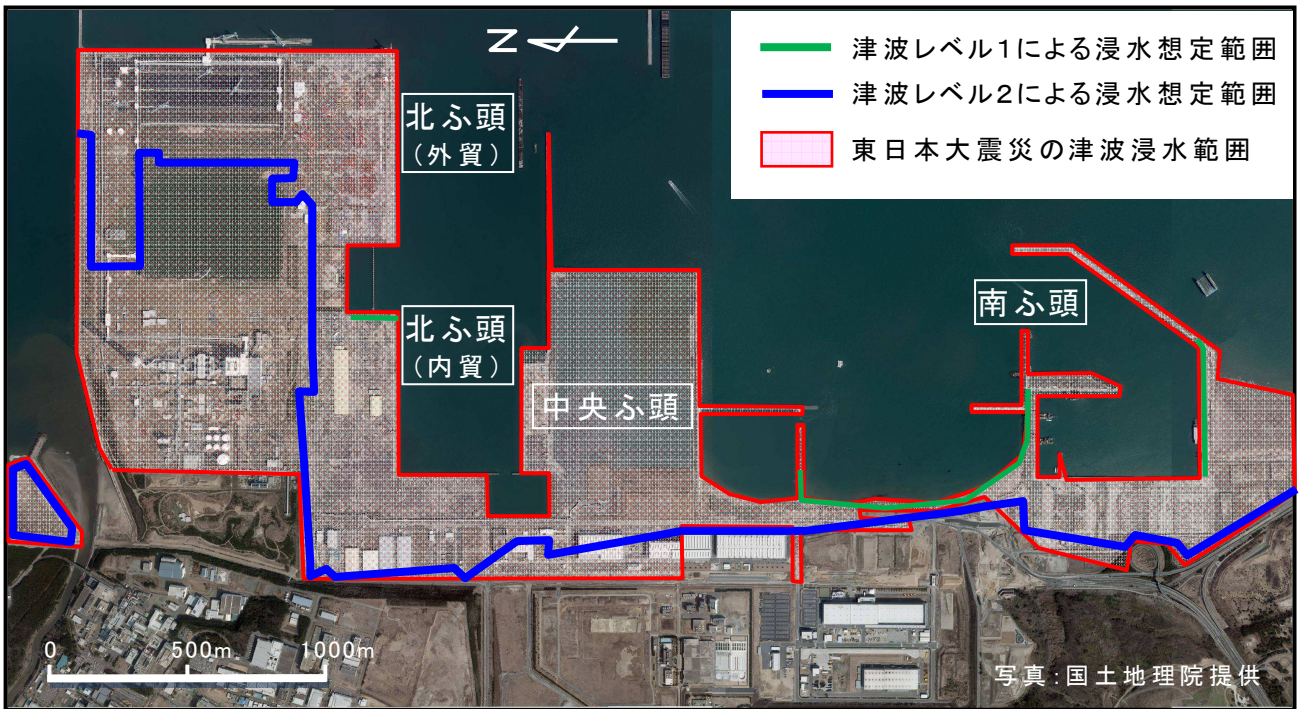 Z
津波レベル1による浸水想定範囲
津波レベル2による浸水想定範囲
東日本大震災の津波浸水範囲
北ふ頭
(外貿)
北ふ頭
(内貿)
中央ふ頭
南ふ頭
0 500m 1000m
写真:国土地理院提供